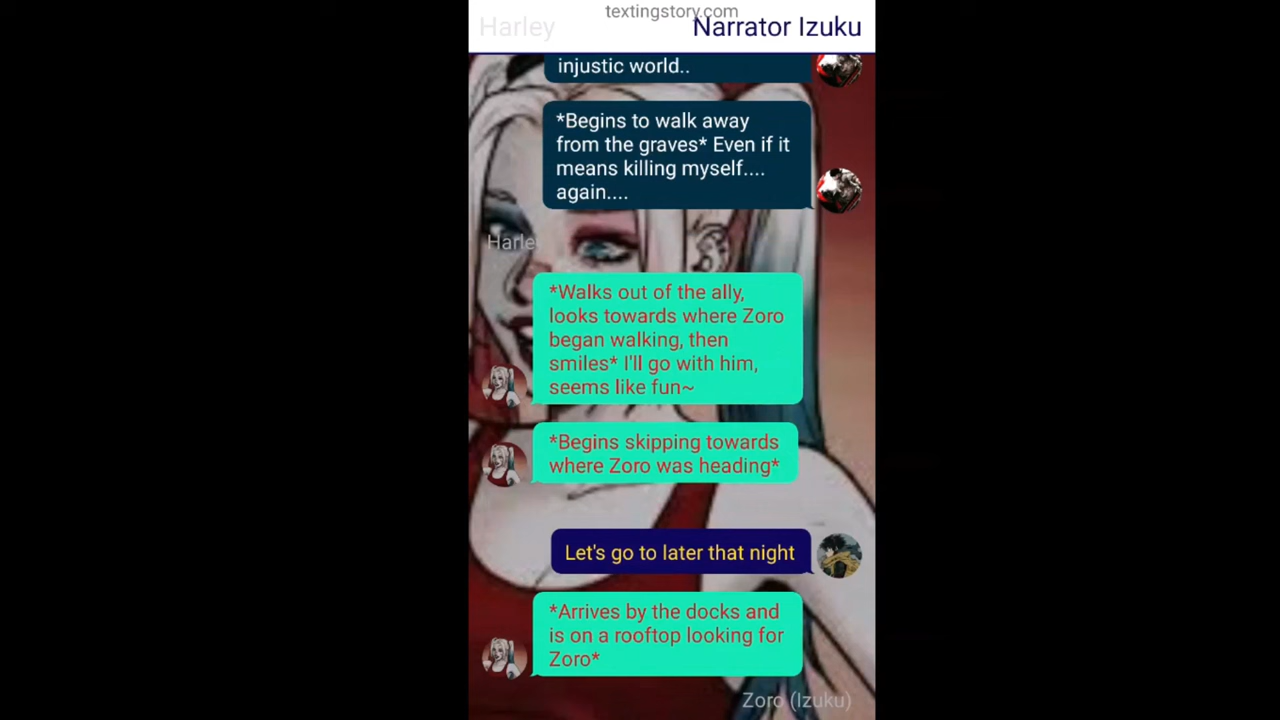 textingstory.com
Harley
Narrator Izuku
injustic world..
*Begins to walk away
from the graves* Even if it
means killing myself....
again....
Harle
*Walks out of the ally,
looks towards where Zoro
began walking, then
smiles* I'll go with him,
seems like fun~
*Begins skipping towards
where Zoro was heading*
Let's go to later that night
*Arrives by the docks and
is on a rooftop looking for
Zoro*
Zoro (Izuku)